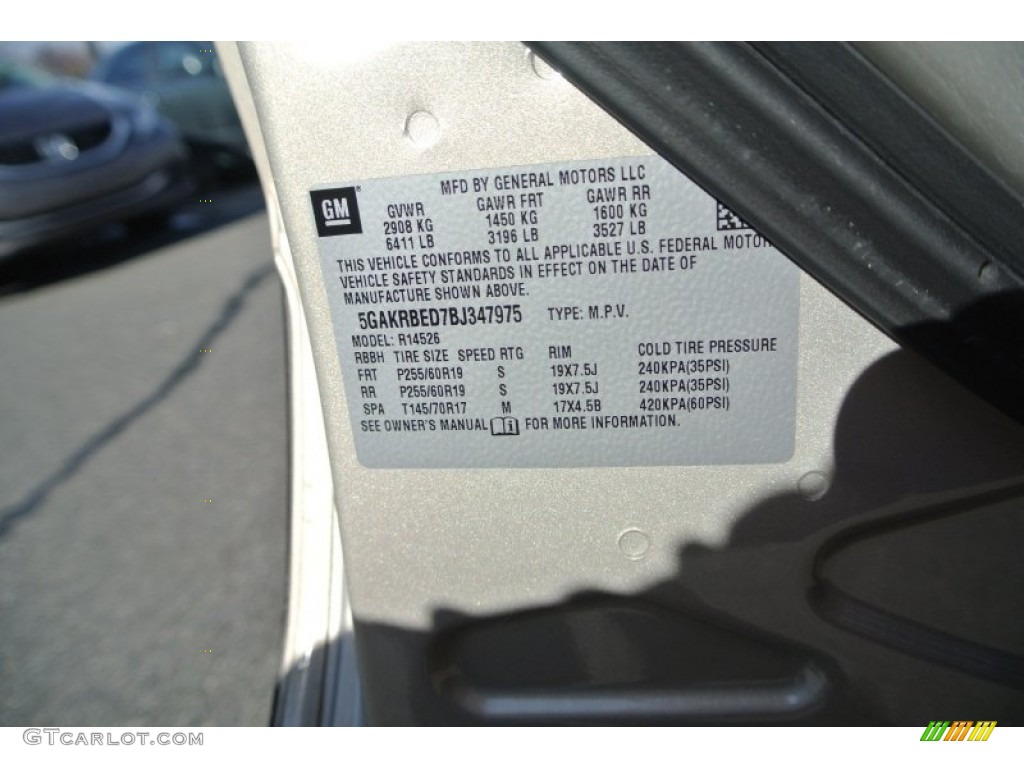 MFD BY GENERAL MOTORS LLC
GM
GVWR GAWR FRT GAWR RR
2908 KG 1450 KG 1600 KG
6411 LB 3196 LB 3527 LB
THIS VEHICLE CONFORMS TO ALL APPLICABLE U.S. FEDERAL MOTOR
VEHICLE SAFETY STANDARDS IN EFFECT ON THE DATE OF
MANUFACTURE SHOWN ABOVE.
5GAKRBED7BJ347975 TYPE: M.P.V.
MODEL: R14526
RBBH TIRE SIZE SPEED RTG RIM COLD TIRE PRESSURE
FRT P255/60R19 S 19X7.5J 240KPA(35PSI)
RR P255/60R19 S 19X7.5J 240KPA(35PSI)
SPA T145/70R17 M 17X4.5B 420KPA(60PSI)
SEE OWNER'S MANUAL FOR MORE INFORMATION.
GTCarLot.com